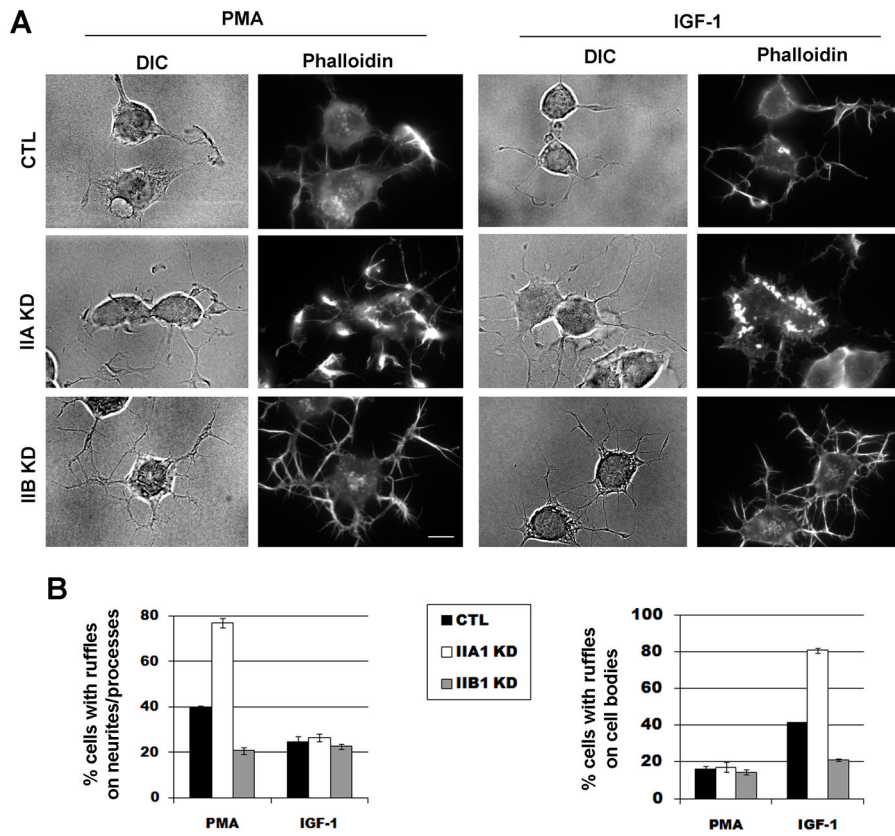 A
PMA
IGF-1
DIC
Phalloidin
DIC
Phalloidin
CTL
IIA KD
IIB KD
B
% cells with ruffles
on neurites/processes
80
60
40
20
0
PMA
IGF-1
CTL
IIA1 KD
IIB1 KD
% cells with ruffles
on cell bodies
100
80
60
40
20
0
PMA
IGF-1